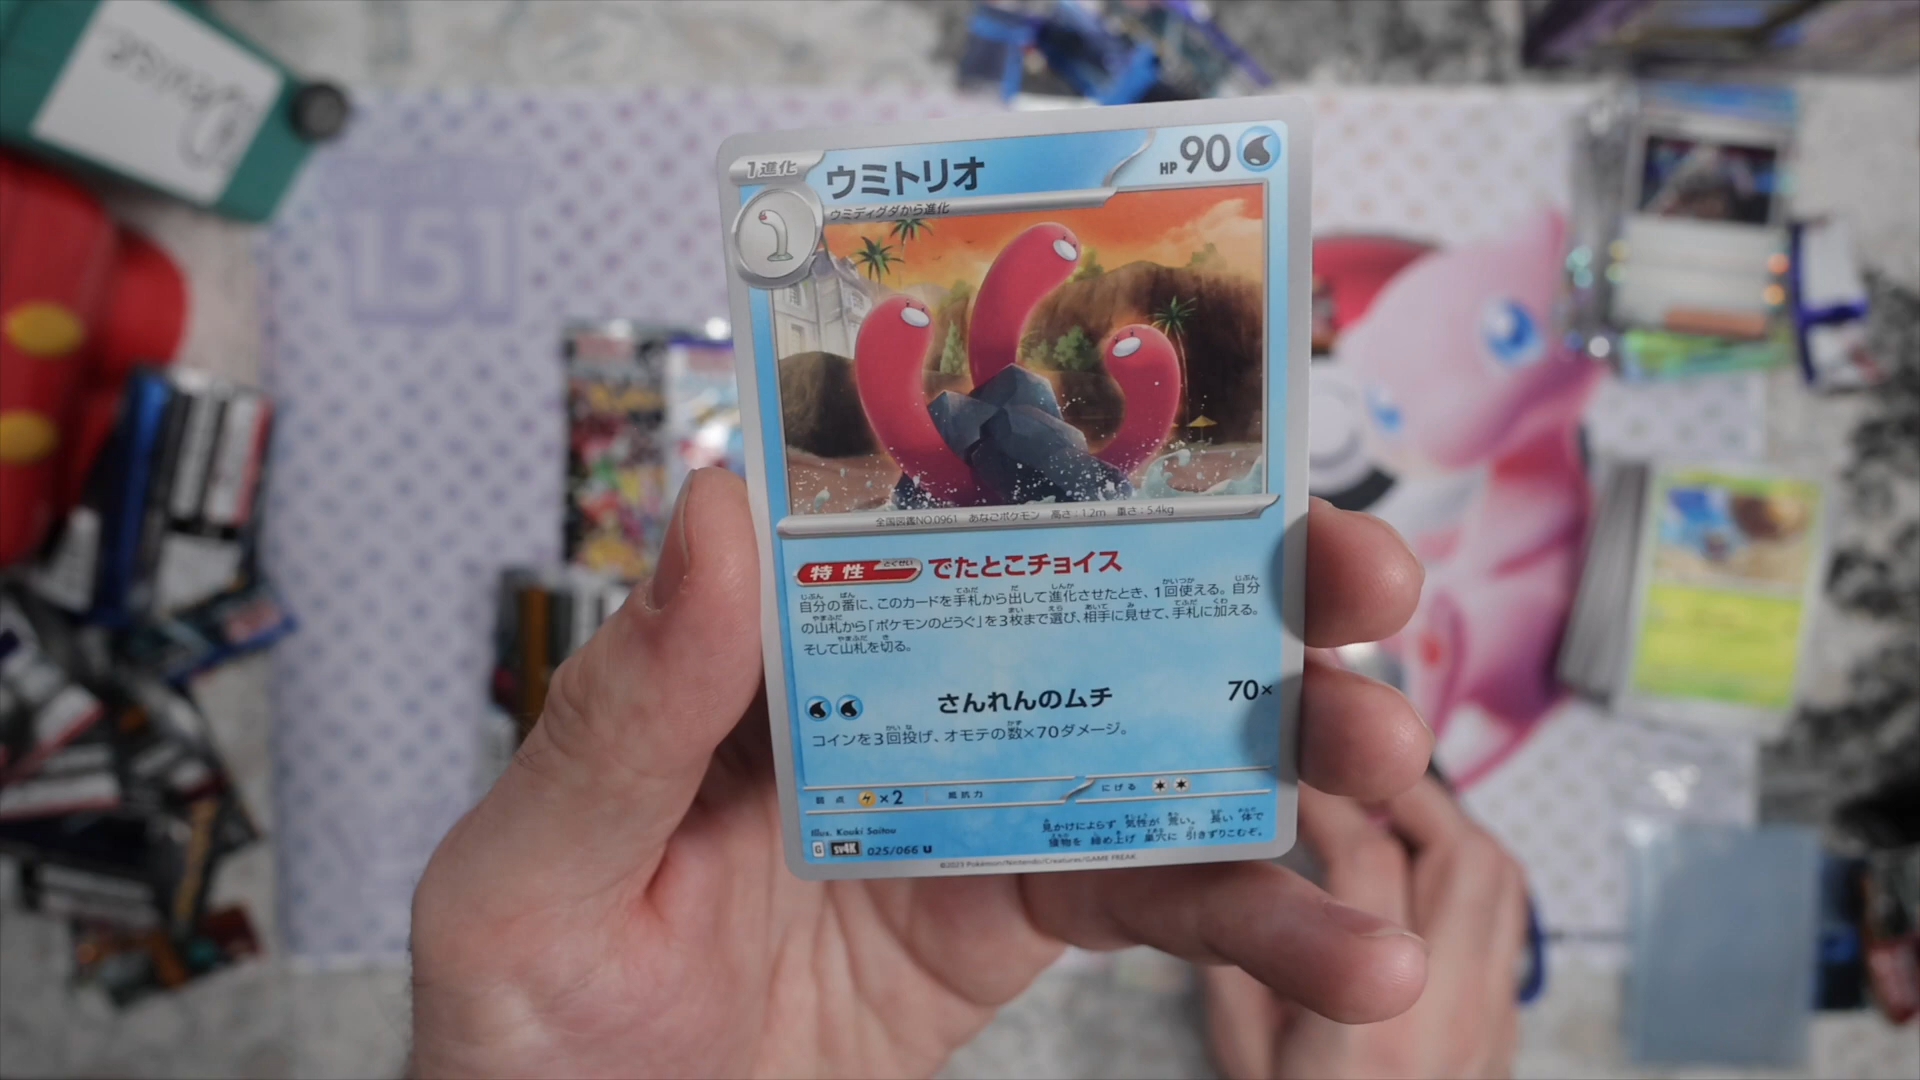 Denise
151
1進化
ウミトリオ
HP 90
ウミディグダから進化
全国図鑑NO.0961 あなごポケモン 高さ:1.2m 重さ:5.4kg
特性 とくせい でたとこチョイス
自分の番に、このカードを手札から出して進化させたとき、1回使える。自分
の山札から「ポケモンのどうぐ」を3枚まで選び、相手に見せて、手札に加える。
そして山札を切る。
さんれんのムチ 70×
コインを3回投げ、オモテの数×70ダメージ。
弱点 ×2 抵抗力 にげる
Illus. Kouki Saitou
G SV4K 025/066 U
見かけによらず 気性が 荒い。 長い 体で
獲物を 締め上げ 巣穴に 引きずりこむぞ。
©2023 Pokémon/Nintendo/Creatures/GAME FREAK